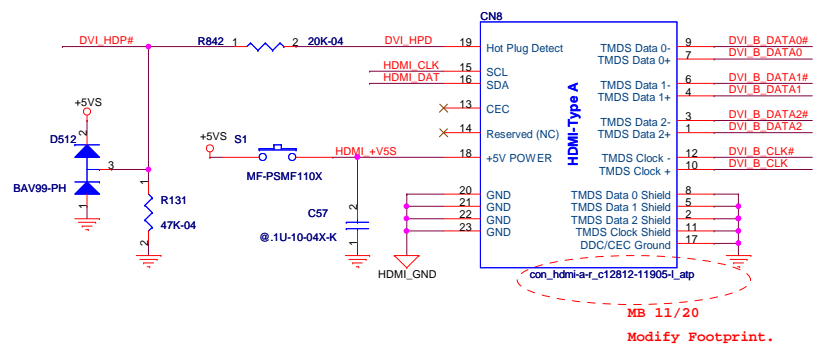 CN8
DVI_HDP#
R842 1 2 20K-04
DVI_HPD
19 Hot Plug Detect
HDMI_CLK 15 SCL
HDMI_DAT 16 SDA
13 CEC
14 Reserved (NC)
HDMI_+V5S 18 +5V POWER
20 GND
21 GND
22 GND
23 GND
HDMI-Type A
TMDS Data 0- 9 DVI_B_DATA0#
TMDS Data 0+ 7 DVI_B_DATA0
TMDS Data 1- 6 DVI_B_DATA1#
TMDS Data 1+ 4 DVI_B_DATA1
TMDS Data 2- 3 DVI_B_DATA2#
TMDS Data 2+ 1 DVI_B_DATA2
TMDS Clock - 12 DVI_B_CLK#
TMDS Clock + 10 DVI_B_CLK
TMDS Data 0 Shield 8
TMDS Data 1 Shield 5
TMDS Data 2 Shield 2
TMDS Clock Shield 11
DDC/CEC Ground 17
+5VS
D512
2
3
BAV99-PH
1
1
R131
47K-04
2
+5VS
S1
MF-PSMF110X
2
C57
@.1U-10-04X-K
1
HDMI_GND
con_hdmi-a-r_c12812-11905-l_atp
MB 11/20
Modify Footprint.